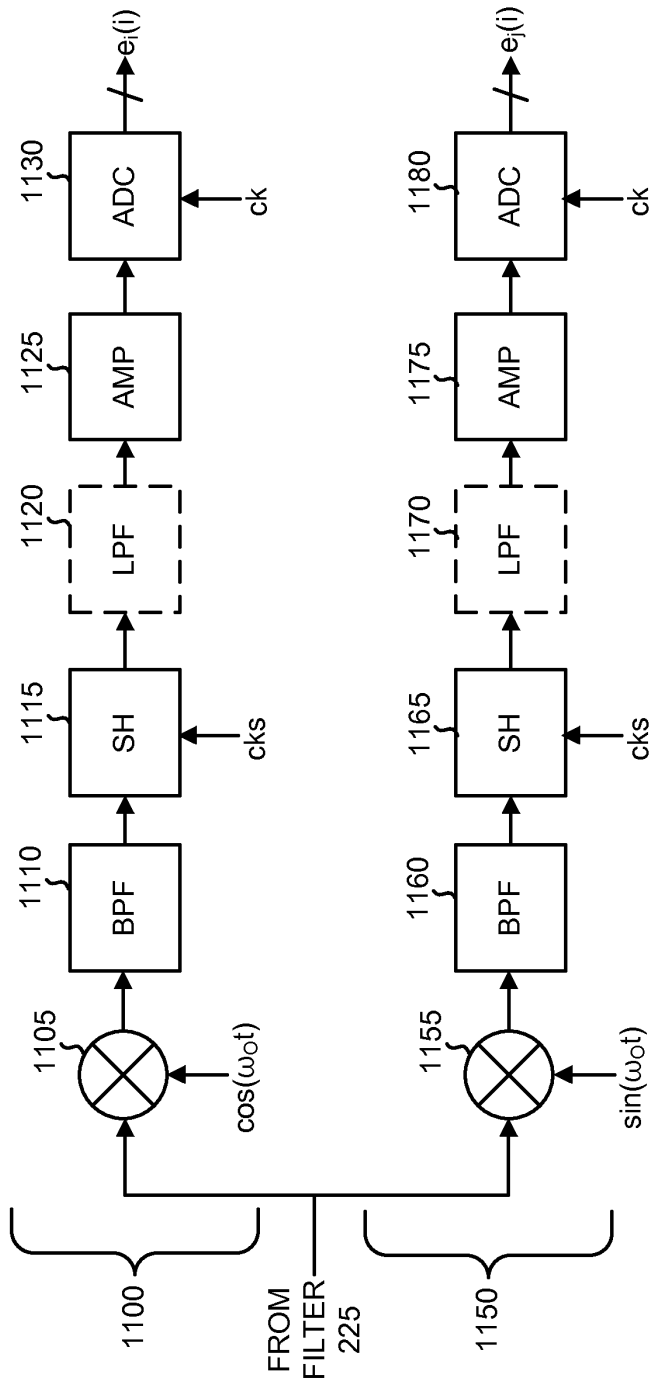 1100
1105
cos(ω₀t)
1110
BPF
1115
SH
cks
1120
LPF
1125
AMP
1130
ADC
ck
eᵢ(i)
FROM
FILTER
225
1150
1155
sin(ω₀t)
1160
BPF
1165
SH
cks
1170
LPF
1175
AMP
1180
ADC
ck
eⱼ(i)